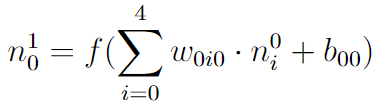 n_0^1 = f(\sum_{i=0}^{4} w_{0i0} \cdot n_i^0 + b_{00})